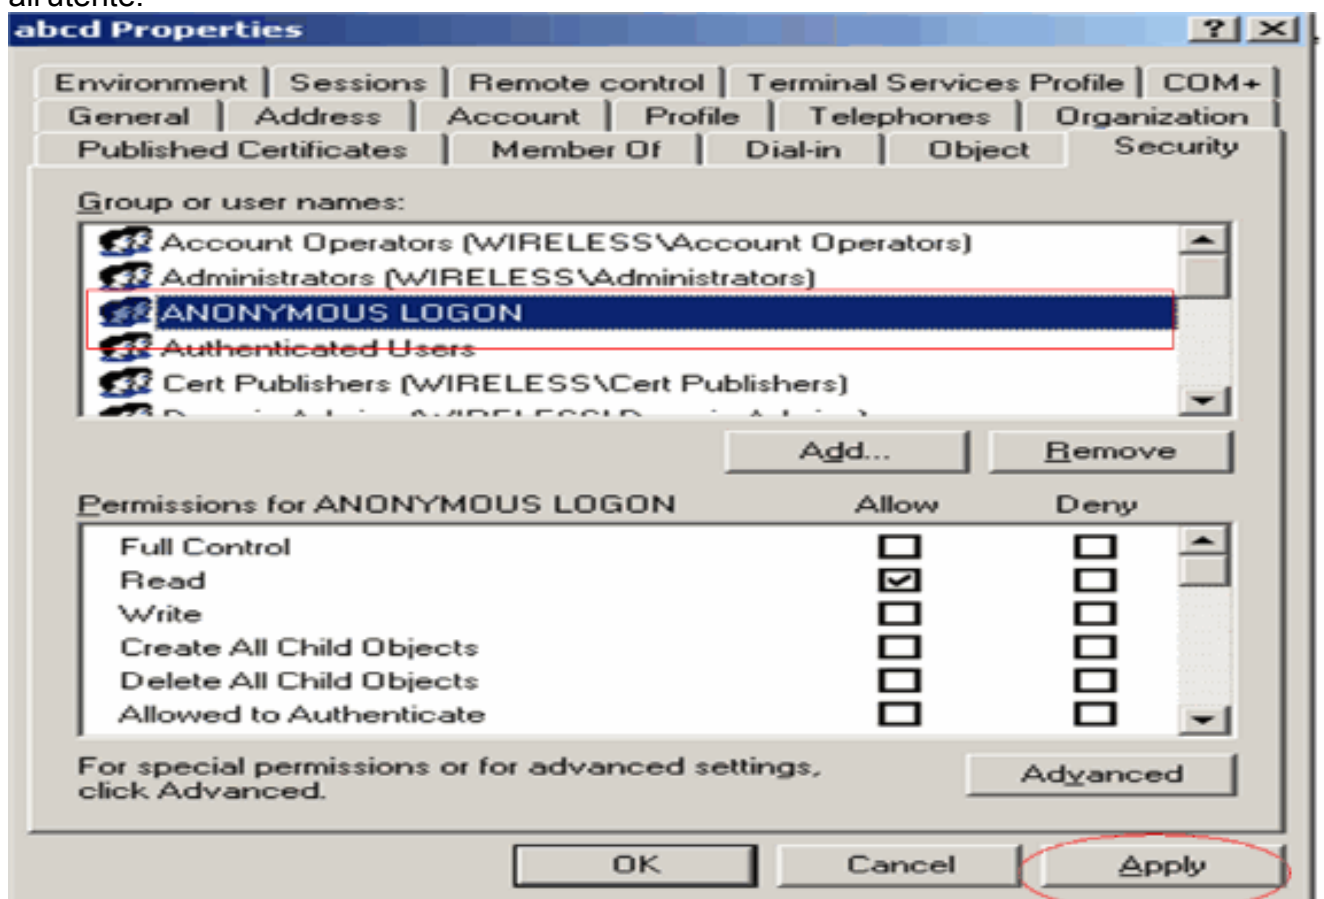 all'utente.
abcd Properties
Environment Sessions Remote control Terminal Services Profile COM+
General Address Account Profile Telephones Organization
Published Certificates Member Of Dial-in Object Security
Group or user names:
Account Operators (WIRELESS\Account Operators)
Administrators (WIRELESS\Administrators)
ANONYMOUS LOGON
Authenticated Users
Cert Publishers (WIRELESS\Cert Publishers)
Add... Remove
Permissions for ANONYMOUS LOGON Allow Deny
Full Control
Read
Write
Create All Child Objects
Delete All Child Objects
Allowed to Authenticate
For special permissions or for advanced settings,
click Advanced.
Advanced
OK Cancel Apply